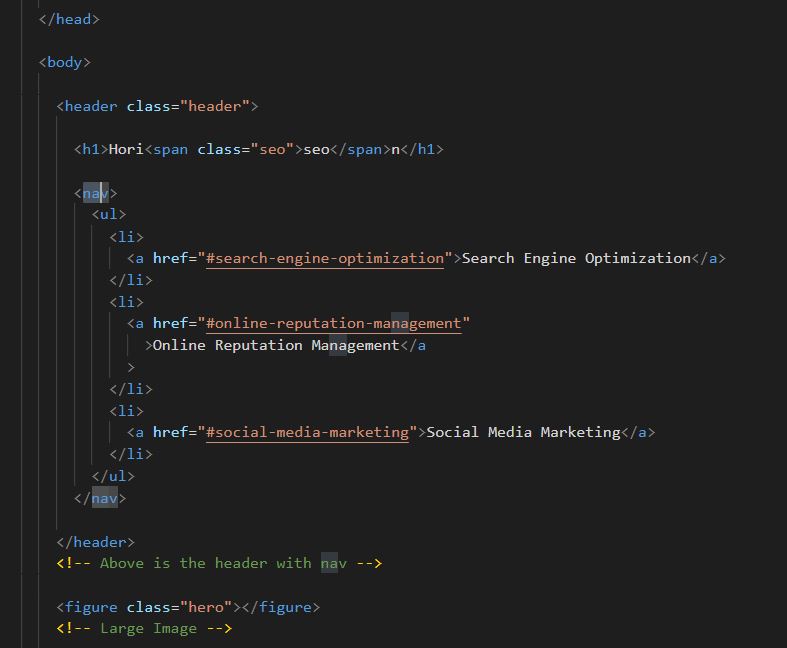 </head>
<body>
<header class="header">
<h1>Hori<span class="seo">seo</span>n</h1>
<nav>
<ul>
<li>
<a href="#search-engine-optimization">Search Engine Optimization</a>
</li>
<li>
<a href="#online-reputation-management"
>Online Reputation Management</a
>
</li>
<li>
<a href="#social-media-marketing">Social Media Marketing</a>
</li>
</ul>
</nav>
</header>
<!-- Above is the header with nav -->
<figure class="hero"></figure>
<!-- Large Image -->